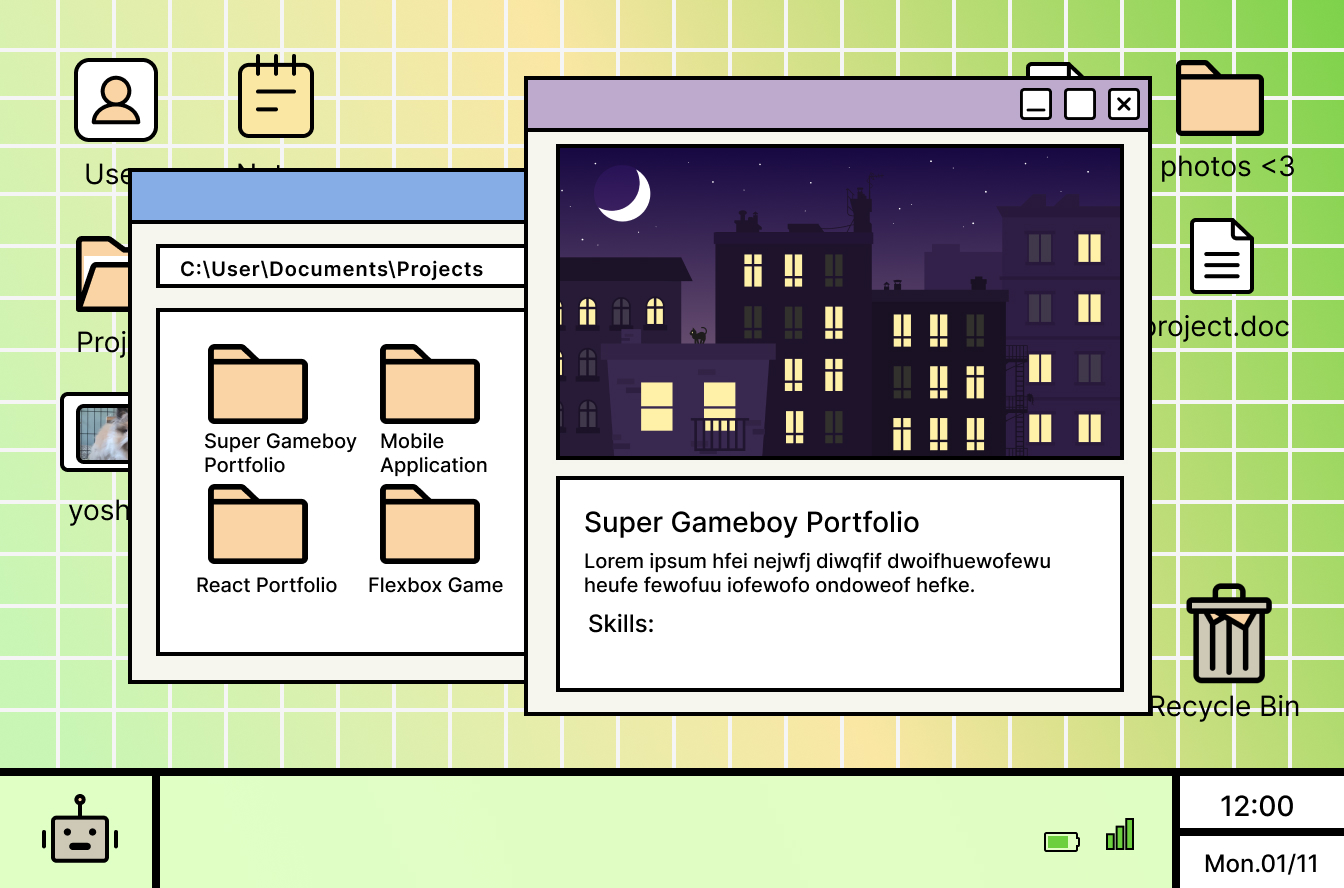 Use
photos <3
C:\User\Documents\Projects
project.doc
Proj
Super Gameboy
Portfolio
Mobile
Application
yosh
React Portfolio
Flexbox Game
Super Gameboy Portfolio
Lorem ipsum hfei nejwfj diwqfif dwoifhuewofewu
heufe fewofuu iofewofo ondoweof hefke.
Skills:
Recycle Bin
12:00
Mon.01/11